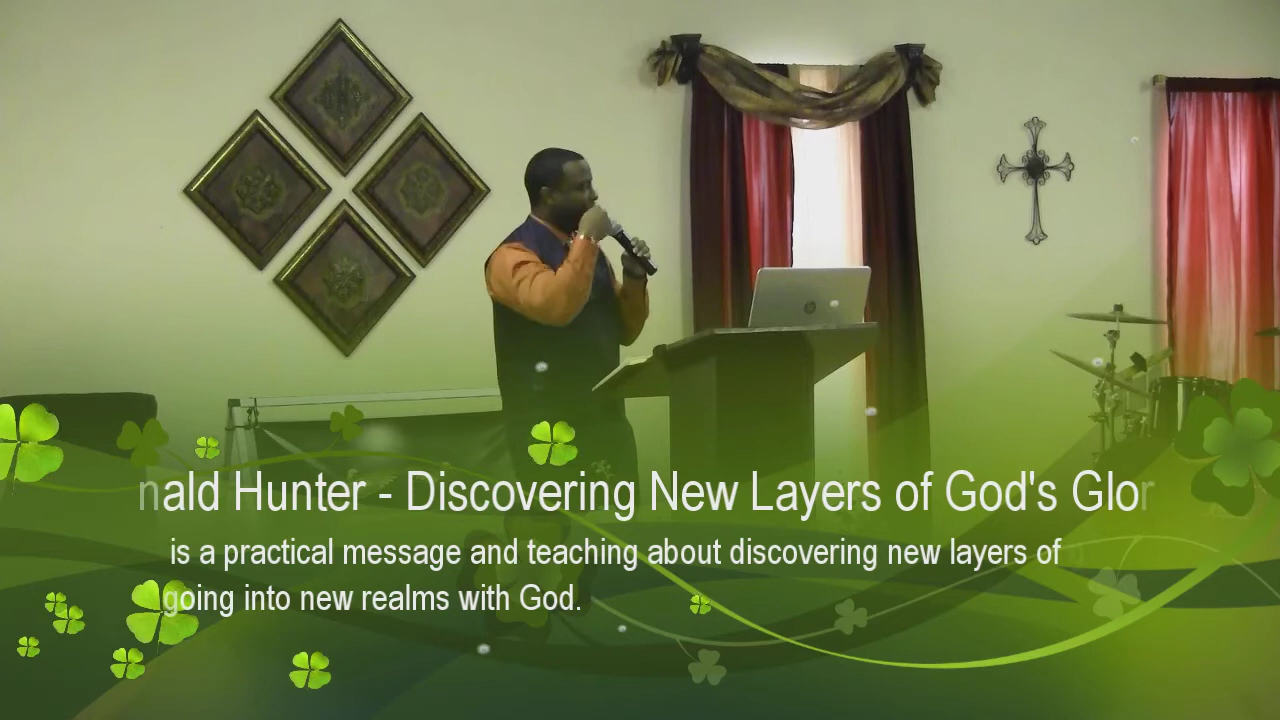 nald Hunter - Discovering New Layers of God's Glor
is a practical message and teaching about discovering new layers of
going into new realms with God.